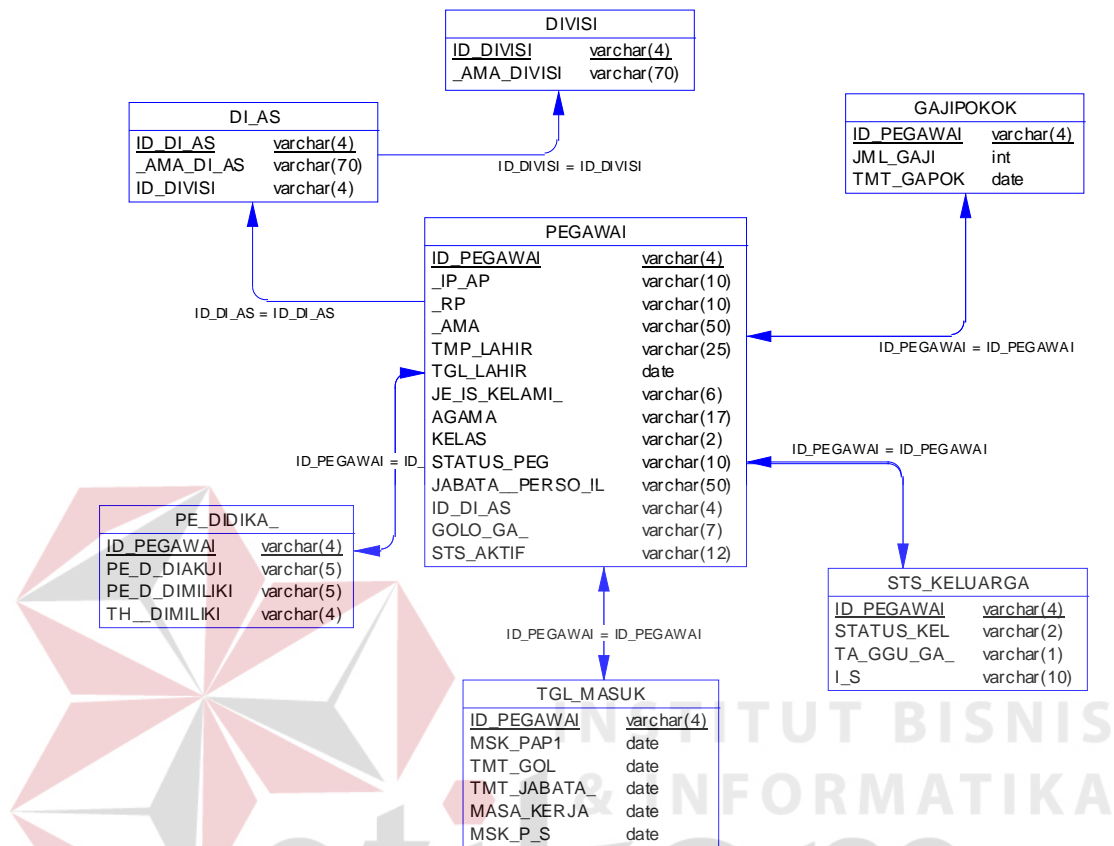 DIVISI
ID_DIVISI varchar(4)
_AMA_DIVISI varchar(70)
DI_AS
ID_DI_AS varchar(4)
_AMA_DI_AS varchar(70)
ID_DIVISI varchar(4)
ID_DIVISI = ID_DIVISI
GAJIPOKOK
ID_PEGAWAI varchar(4)
JML_GAJI int
TMT_GAPOK date
PEGAWAI
ID_PEGAWAI varchar(4)
_IP_AP varchar(10)
_RP varchar(10)
_AMA varchar(50)
TMP_LAHIR varchar(25)
TGL_LAHIR date
JE_IS_KELAMI_ varchar(6)
AGAMA varchar(17)
KELAS varchar(2)
STATUS_PEG varchar(10)
JABATA__PERSO_IL varchar(50)
ID_DI_AS varchar(4)
GOLO_GA_ varchar(7)
STS_AKTIF varchar(12)
ID_DI_AS = ID_DI_AS
ID_PEGAWAI = ID_PEGAWAI
ID_PEGAWAI = ID_
ID_PEGAWAI = ID_PEGAWAI
PE_DIDIKA_
ID_PEGAWAI varchar(4)
PE_D_DIAKUI varchar(5)
PE_D_DIMILIKI varchar(5)
TH__DIMILIKI varchar(4)
STS_KELUARGA
ID_PEGAWAI varchar(4)
STATUS_KEL varchar(2)
TA_GGU_GA_ varchar(1)
I_S varchar(10)
ID_PEGAWAI = ID_PEGAWAI
TGL_MASUK
ID_PEGAWAI varchar(4)
MSK_PAP1 date
TMT_GOL date
TMT_JABATA_ date
MASA_KERJA date
MSK_P_S date
INSTITUT BISNIS
& INFORMATIKA